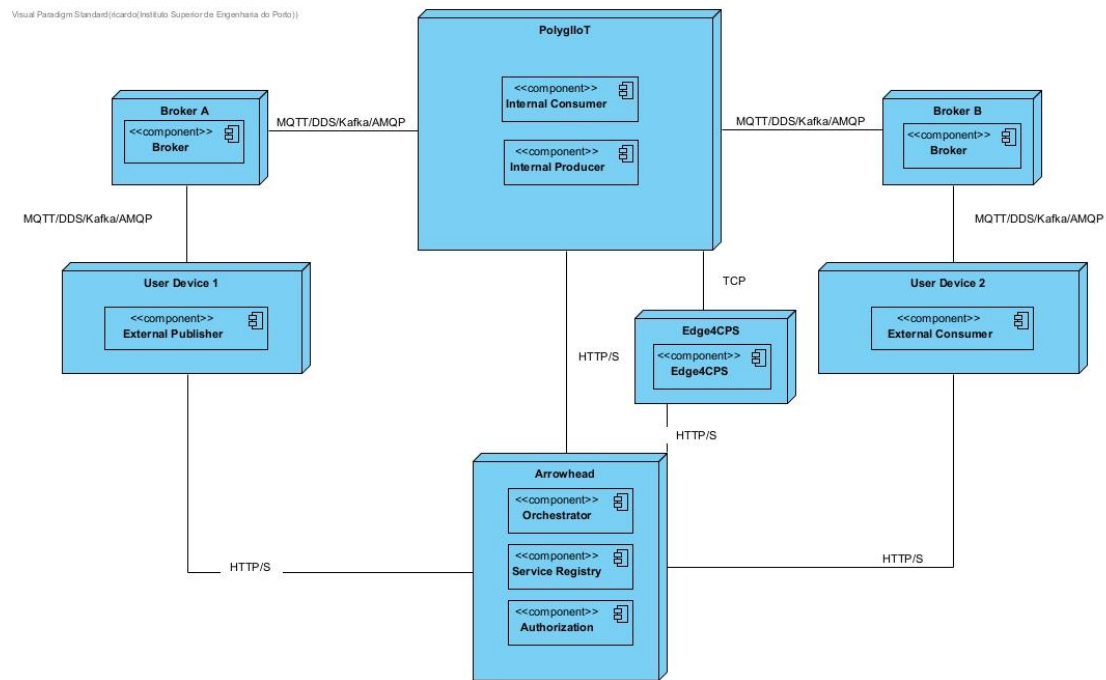 Visual Paradigm Standard(ricardo(Instituto Superior de Engenharia do Porto))
PolyglIoT
<<component>>
Internal Consumer
<<component>>
Internal Producer
Broker A
<<component>>
Broker
MQTT/DDS/Kafka/AMQP
MQTT/DDS/Kafka/AMQP
Broker B
<<component>>
Broker
MQTT/DDS/Kafka/AMQP
MQTT/DDS/Kafka/AMQP
User Device 1
<<component>>
External Publisher
TCP
User Device 2
<<component>>
External Consumer
Edge4CPS
<<component>>
Edge4CPS
HTTP/S
HTTP/S
Arrowhead
<<component>>
Orchestrator
<<component>>
Service Registry
<<component>>
Authorization
HTTP/S
HTTP/S